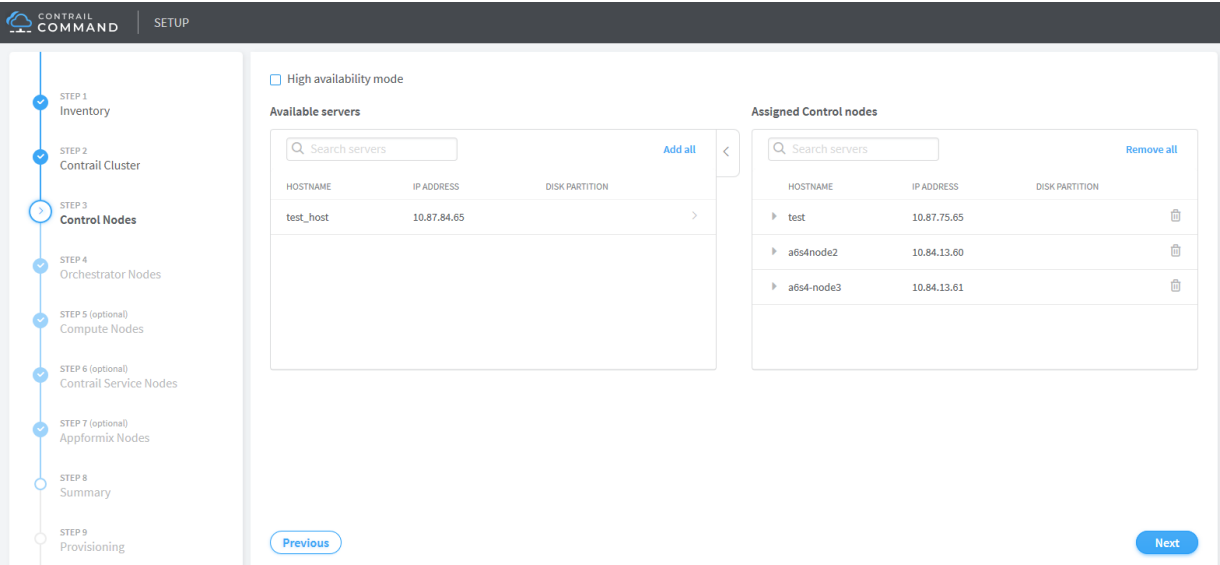 CONTRAIL
COMMAND
SETUP
STEP 1
Inventory
STEP 2
Contrail Cluster
STEP 3
Control Nodes
STEP 4
Orchestrator Nodes
STEP 5 (optional)
Compute Nodes
STEP 6 (optional)
Contrail Service Nodes
STEP 7 (optional)
Appformix Nodes
STEP 8
Summary
STEP 9
Provisioning
High availability mode
Available servers
Search servers
Add all
HOSTNAME IP ADDRESS DISK PARTITION
test_host 10.87.84.65
Assigned Control nodes
Search servers
Remove all
HOSTNAME IP ADDRESS DISK PARTITION
test 10.87.75.65
a6s4node2 10.84.13.60
a6s4-node3 10.84.13.61
Previous
Next